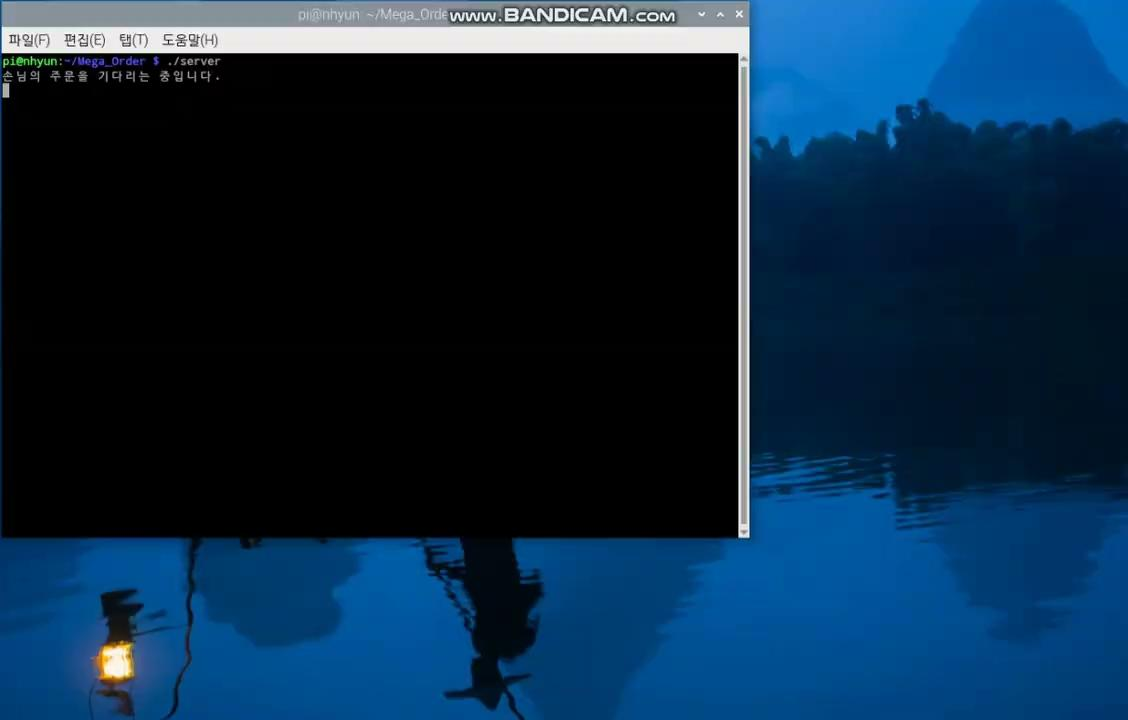 pi@nhyun: ~/Mega_Orde
www.BANDICAM.com
파일(F) 편집(E) 탭(T) 도움말(H)
pi@nhyun:~/Mega_Order $ ./server
손님의 주문을 기다리는 중입니다.